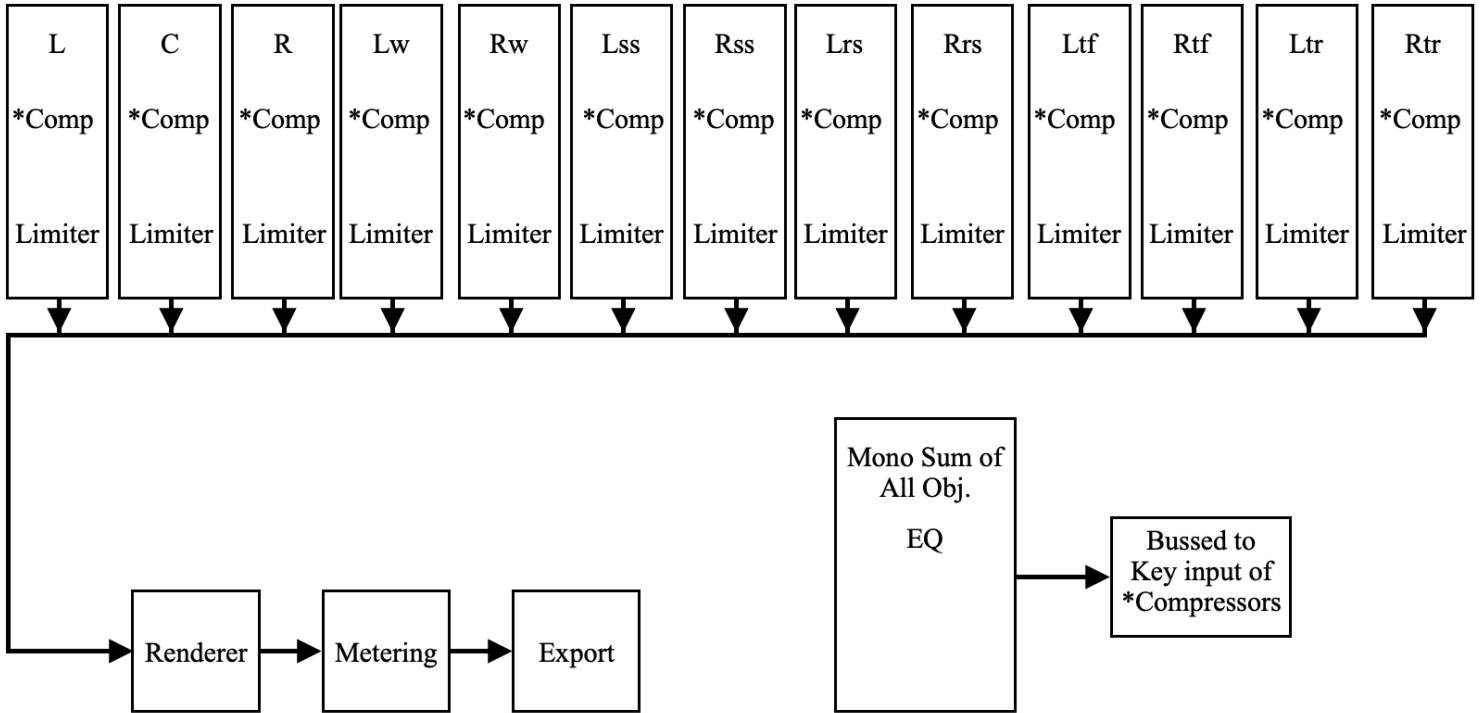 L C R Lw Rw Lss Rss Lrs Rrs Ltf Rtf Ltr Rtr
*Comp *Comp *Comp *Comp *Comp *Comp *Comp *Comp *Comp *Comp *Comp *Comp *Comp
Limiter Limiter Limiter Limiter Limiter Limiter Limiter Limiter Limiter Limiter Limiter Limiter Limiter
Mono Sum of
All Obj.
EQ
Bussed to
Key input of
*Compressors
Renderer Metering Export